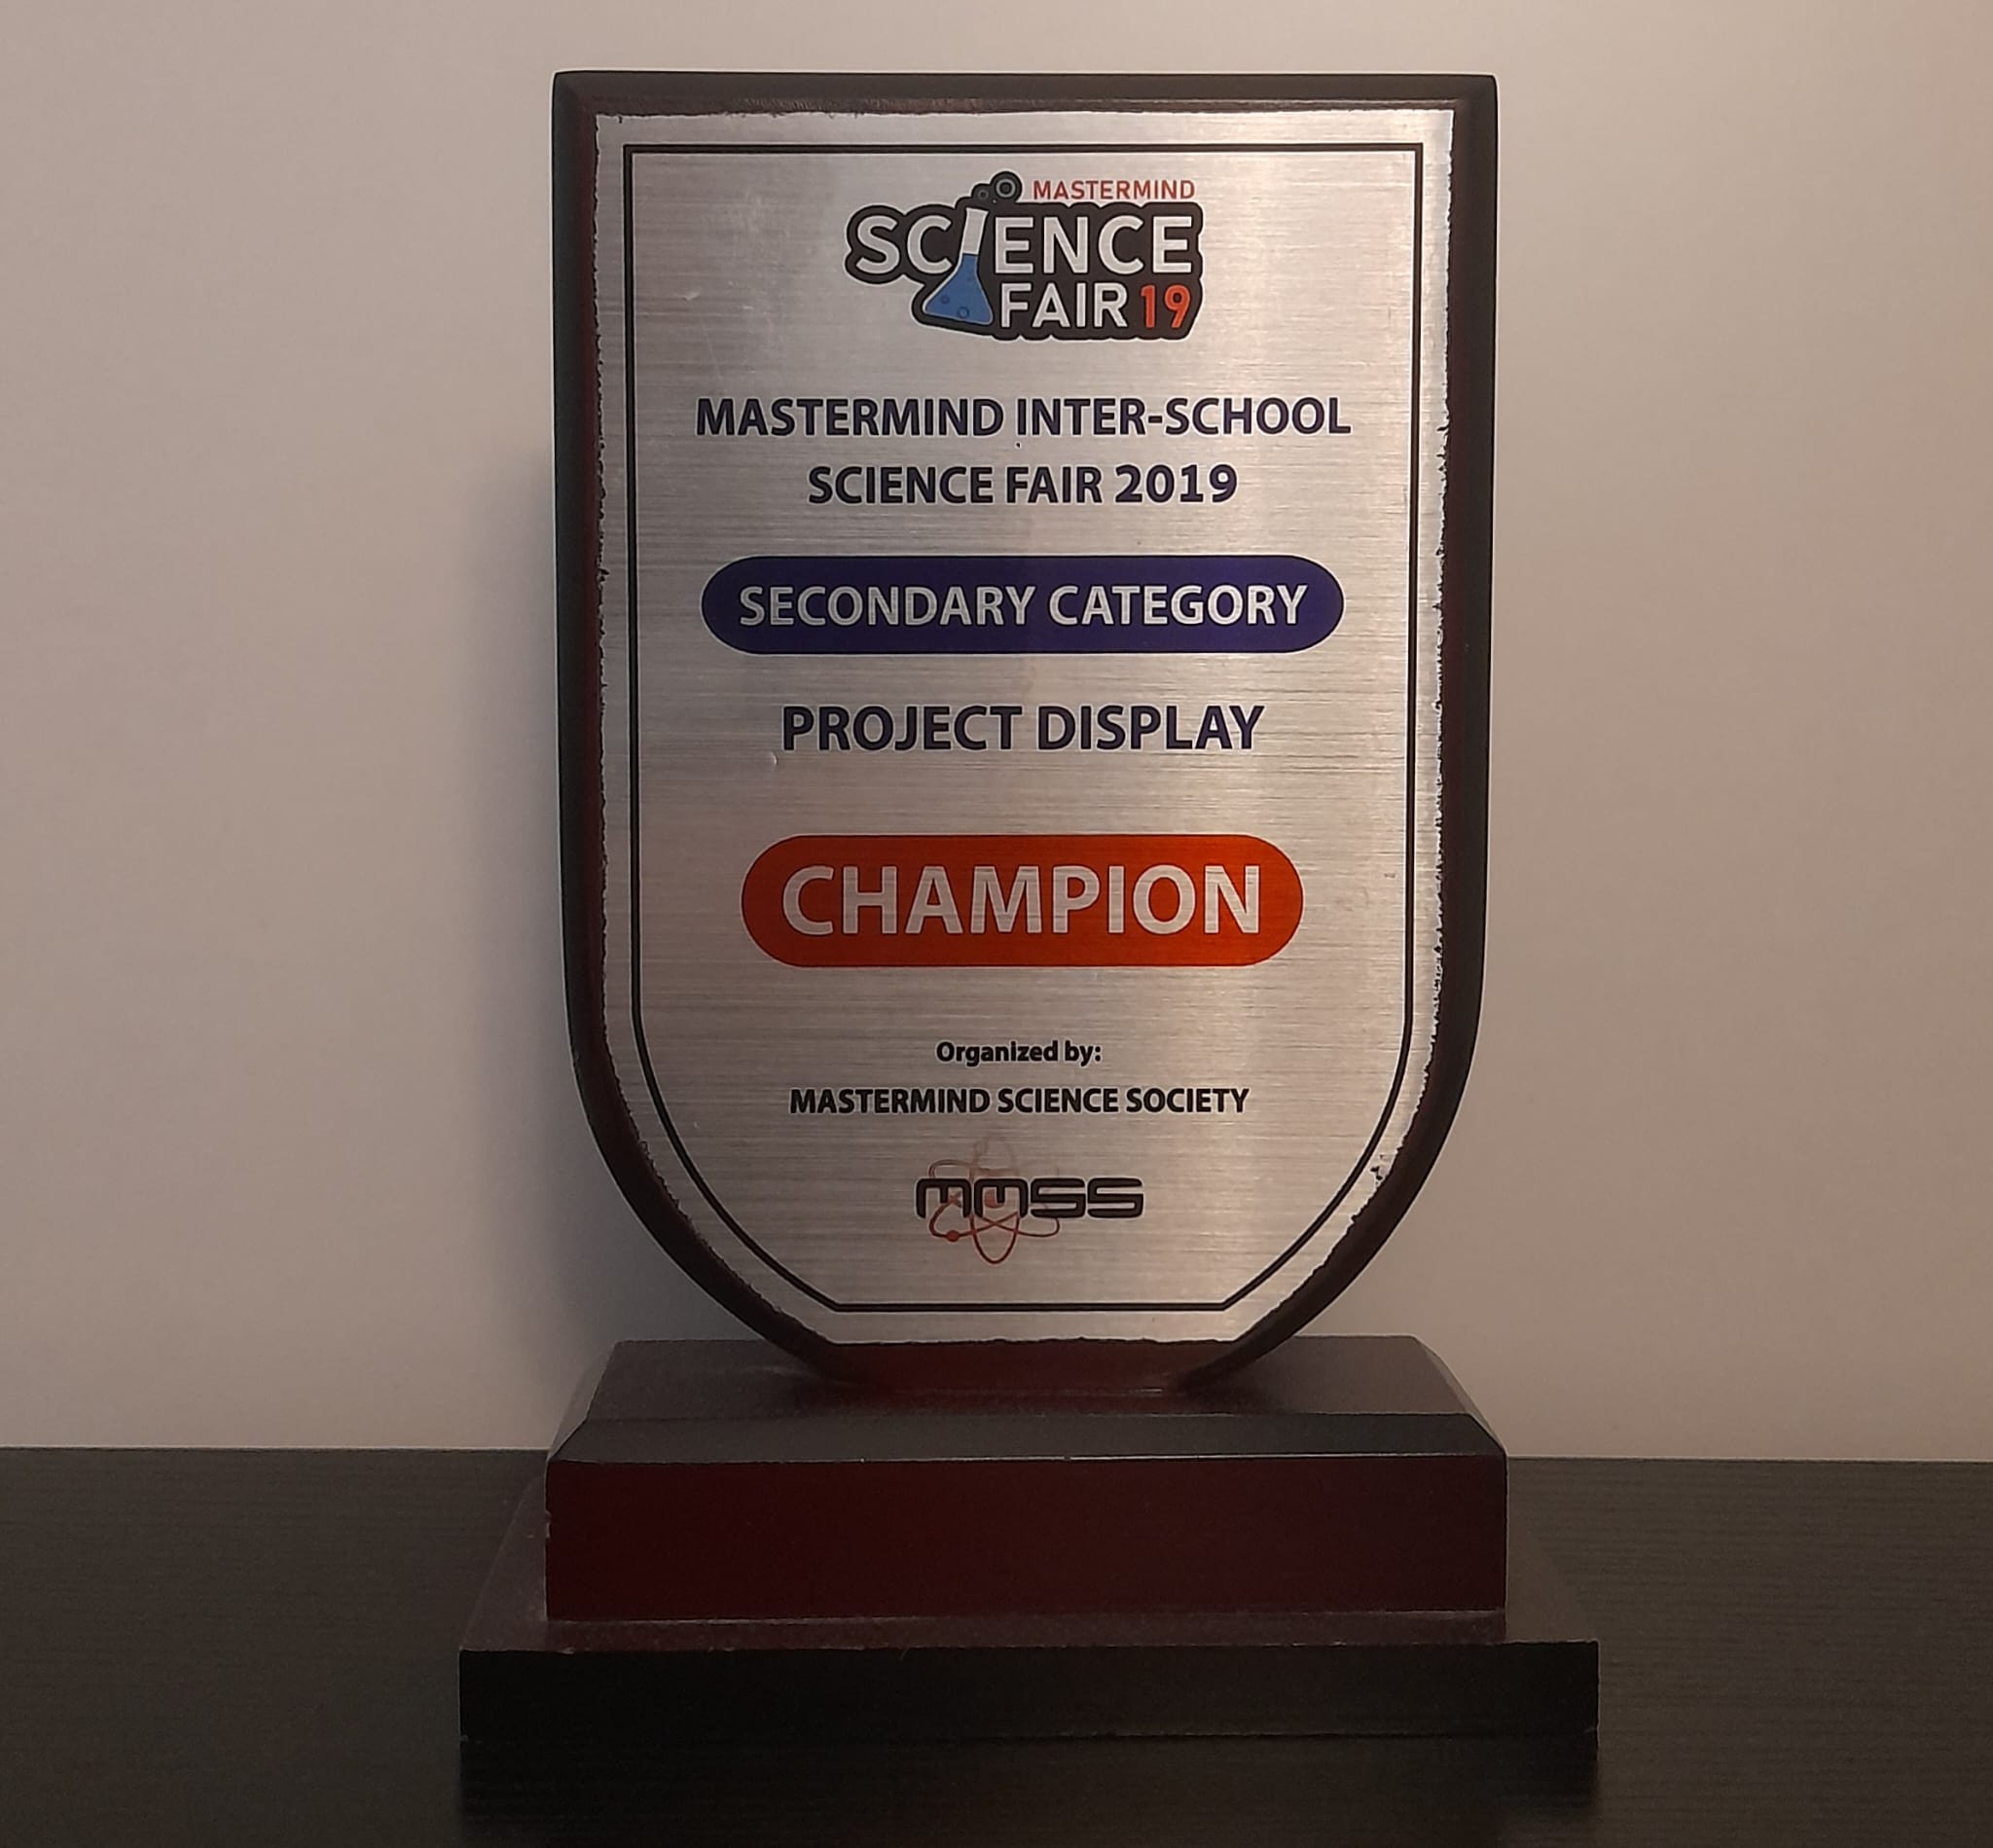 MASTERMIND
SCIENCE
FAIR 19
MASTERMIND INTER-SCHOOL
SCIENCE FAIR 2019
SECONDARY CATEGORY
PROJECT DISPLAY
CHAMPION
Organized by:
MASTERMIND SCIENCE SOCIETY
mmss